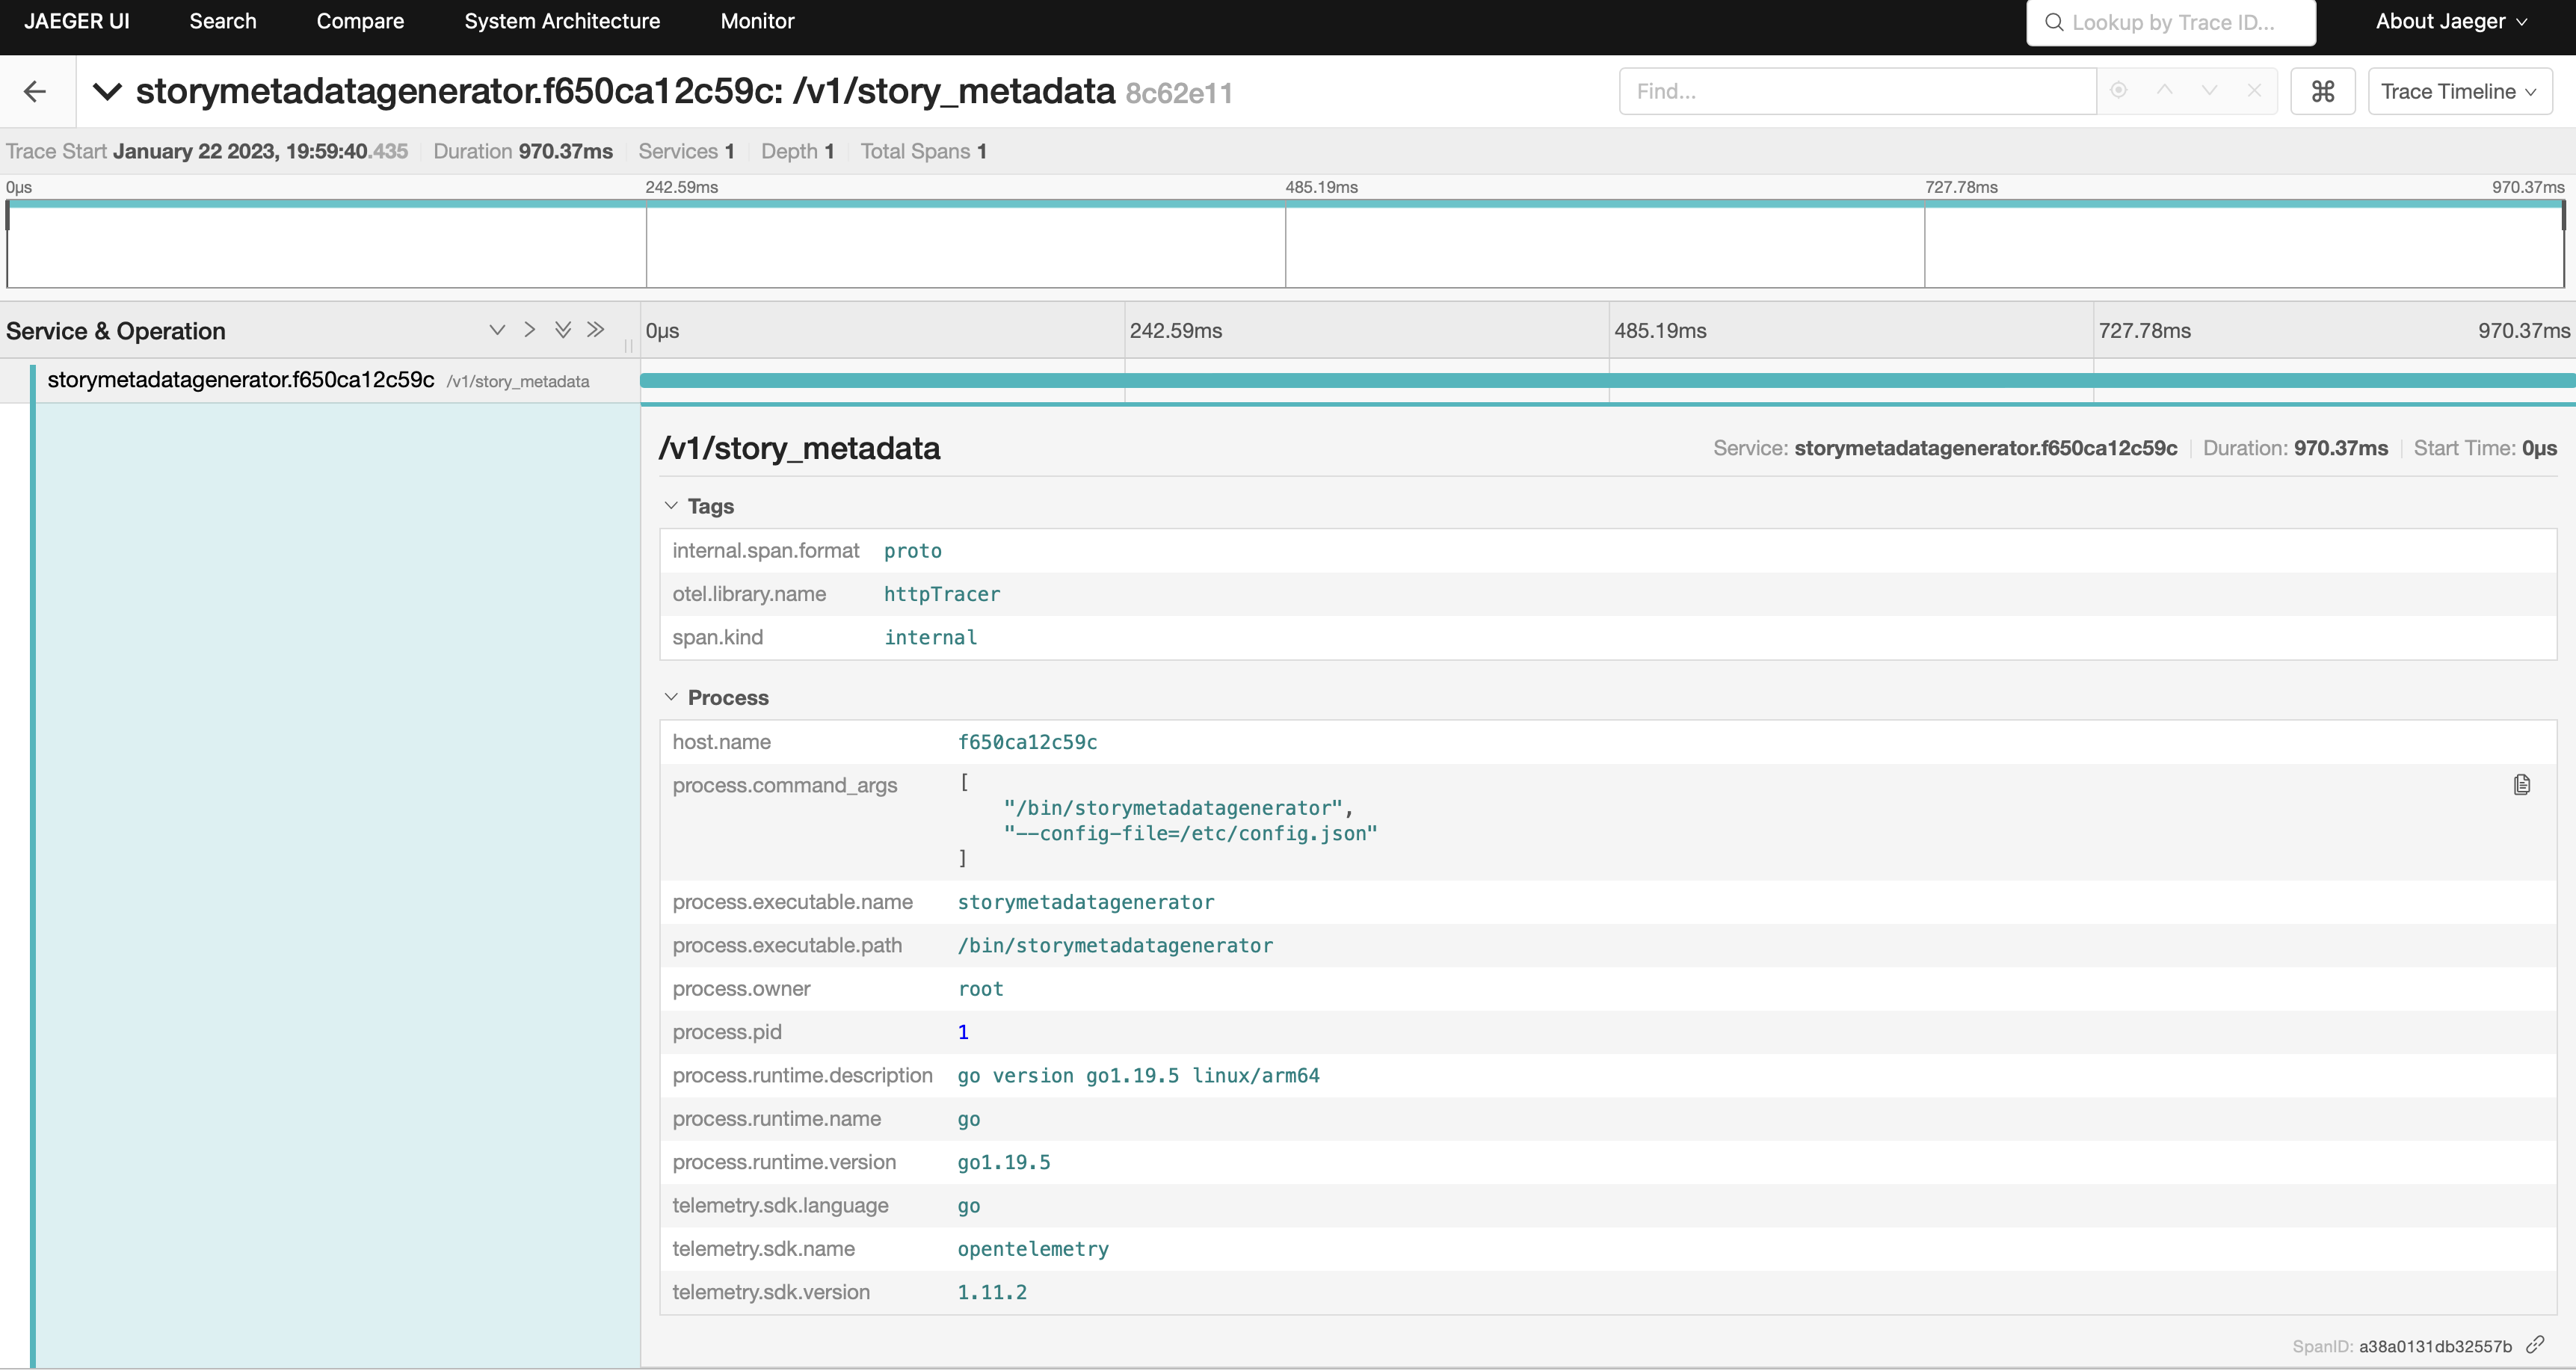 JAEGER UI Search Compare System Architecture Monitor Lookup by Trace ID... About Jaeger
storymetadatagenerator.f650ca12c59c: /v1/story_metadata 8c62e11 Find... ⌘ Trace Timeline
Trace Start January 22 2023, 19:59:40.435 Duration 970.37ms Services 1 Depth 1 Total Spans 1
0μs 242.59ms 485.19ms 727.78ms 970.37ms
Service & Operation 0μs 242.59ms 485.19ms 727.78ms 970.37ms
storymetadatagenerator.f650ca12c59c /v1/story_metadata
/v1/story_metadata Service: storymetadatagenerator.f650ca12c59c Duration: 970.37ms Start Time: 0μs
Tags
internal.span.format proto
otel.library.name httpTracer
span.kind internal
Process
host.name f650ca12c59c
process.command_args [
"/bin/storymetadatagenerator",
"--config-file=/etc/config.json"
]
process.executable.name storymetadatagenerator
process.executable.path /bin/storymetadatagenerator
process.owner root
process.pid 1
process.runtime.description go version go1.19.5 linux/arm64
process.runtime.name go
process.runtime.version go1.19.5
telemetry.sdk.language go
telemetry.sdk.name opentelemetry
telemetry.sdk.version 1.11.2
SpanID: a38a0131db32557b